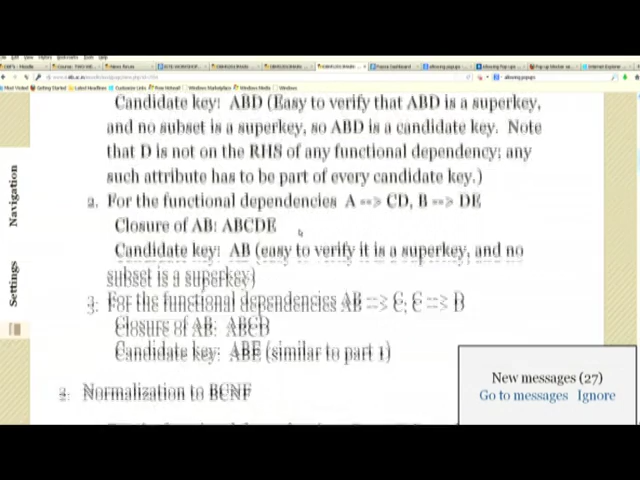 Candidate key: ABD (Easy to verify that ABD is a superkey,
and no subset is a superkey, so ABD is a candidate key. Note
that D is not on the RHS of any functional dependency; any
such attribute has to be part of every candidate key.)
Navigation
2. For the functional dependencies A --> CD, B --> DE
Closure of AB: ABCDE
Candidate key: AB (easy to verify it is a superkey, and no
subset is a superkey)
Settings
3. For the functional dependencies AB --> C, C --> D
Closure of AB: ABCD
Candidate key: ABE (similar to part 1)
New messages (27)
Go to messages Ignore
2. Normalization to BCNF